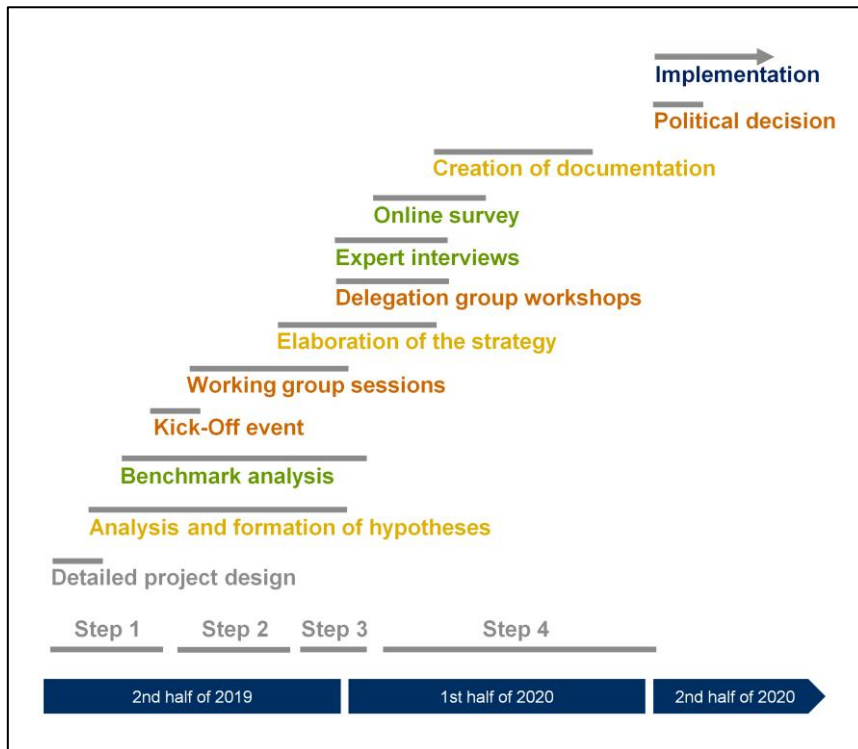 Implementation
Political decision
Creation of documentation
Online survey
Expert interviews
Delegation group workshops
Elaboration of the strategy
Working group sessions
Kick-Off event
Benchmark analysis
Analysis and formation of hypotheses
Detailed project design
Step 1 Step 2 Step 3 Step 4
2nd half of 2019 1st half of 2020 2nd half of 2020